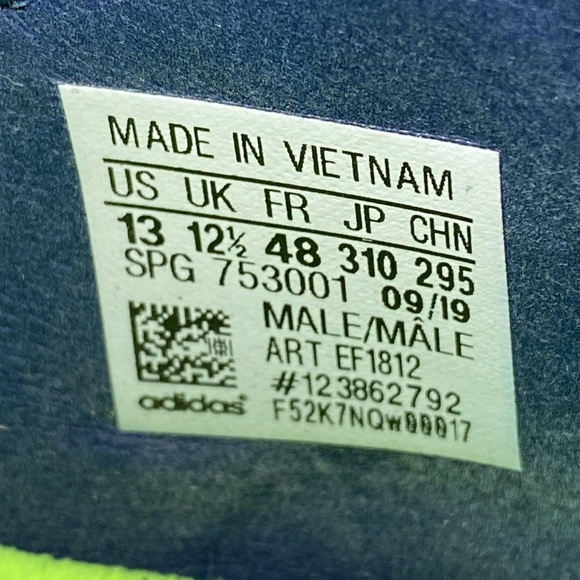 MADE IN VIETNAM
US UK FR JP CHN
13 12½ 48 310 295
SPG 753001 09/19
MALE/MÂLE
ART EF1812
#123862792
adidas F52K7NQW00017